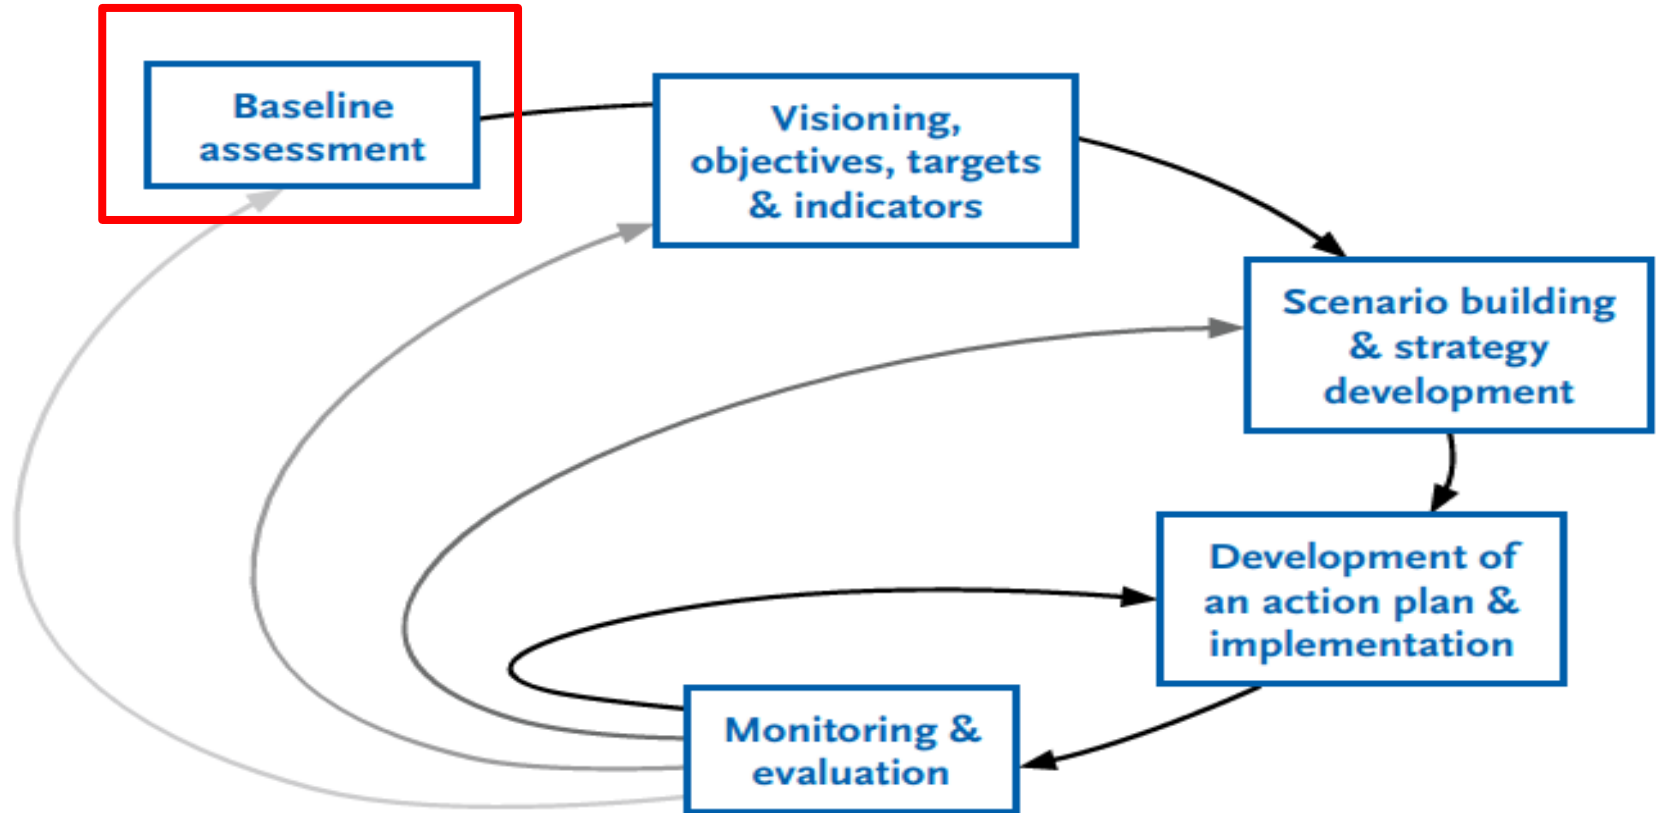 Baseline
assessment
Visioning,
objectives, targets
& indicators
Scenario building
& strategy
development
Development of
an action plan &
implementation
Monitoring &
evaluation